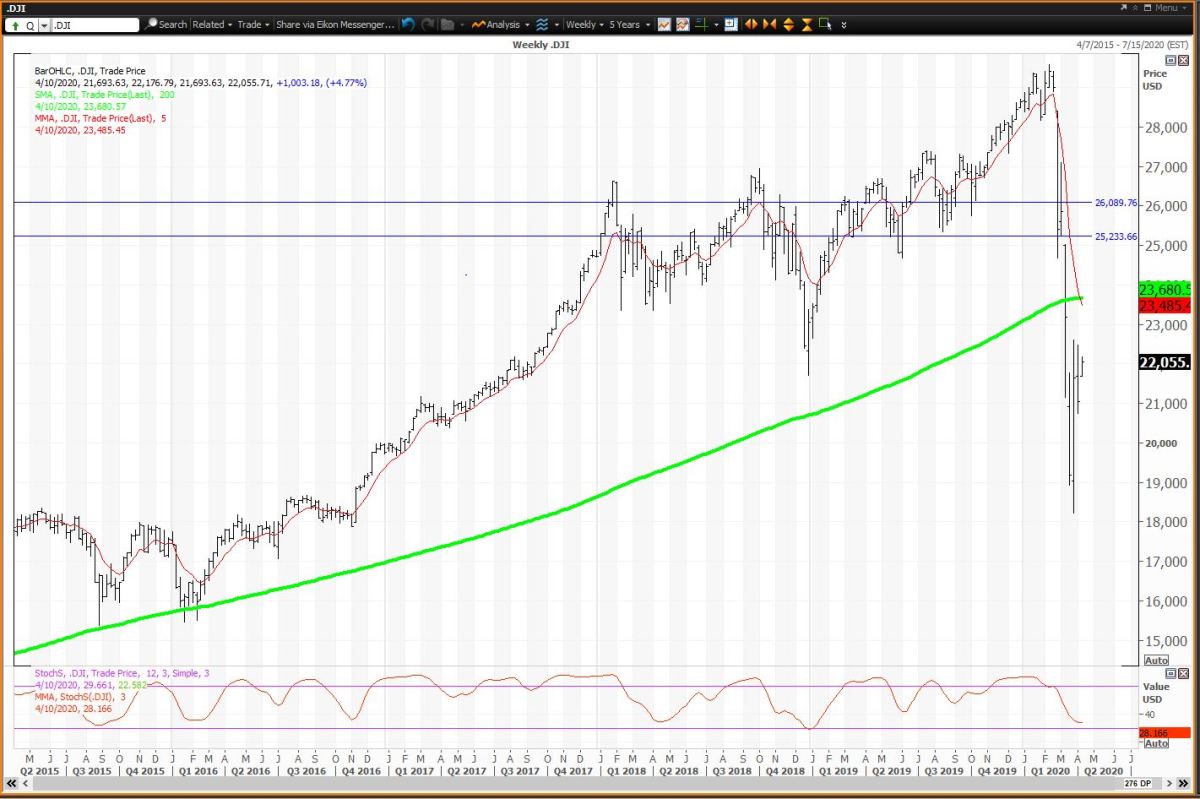 .DJI
Menu
Q .DJI Search Related Trade Share via Eikon Messenger... Analysis Weekly 5 Years
Weekly .DJI 4/7/2015 - 7/15/2020 (EST)
BarOHLC, .DJI, Trade Price
4/10/2020, 21,693.63, 22,176.79, 21,693.63, 22,055.71, +1,003.18, (+4.77%)
SMA, .DJI, Trade Price(Last), 200
4/10/2020, 23,680.57
MMA, .DJI, Trade Price(Last), 5
4/10/2020, 23,485.45
Price
USD
28,000
27,000
26,089.76
26,000
25,233.66
25,000
23,680.5
23,485.4
23,000
22,055.
21,000
20,000
19,000
18,000
17,000
16,000
15,000
Auto
StochS, .DJI, Trade Price, 12, 3, Simple, 3
4/10/2020, 29.661, 22.582
MMA, StochS(.DJI), 3
4/10/2020, 28.166
Value
USD
40
28.166
Auto
M J J A S O N D J F M A M J J A S O N D J F M A M J J A S O N D J F M A M J J A S O N D J F M A M J J A S O N D J F M A M J
Q2 2015 Q3 2015 Q4 2015 Q1 2016 Q2 2016 Q3 2016 Q4 2016 Q1 2017 Q2 2017 Q3 2017 Q4 2017 Q1 2018 Q2 2018 Q3 2018 Q4 2018 Q1 2019 Q2 2019 Q3 2019 Q4 2019 Q1 2020 Q2 2020
276 DP